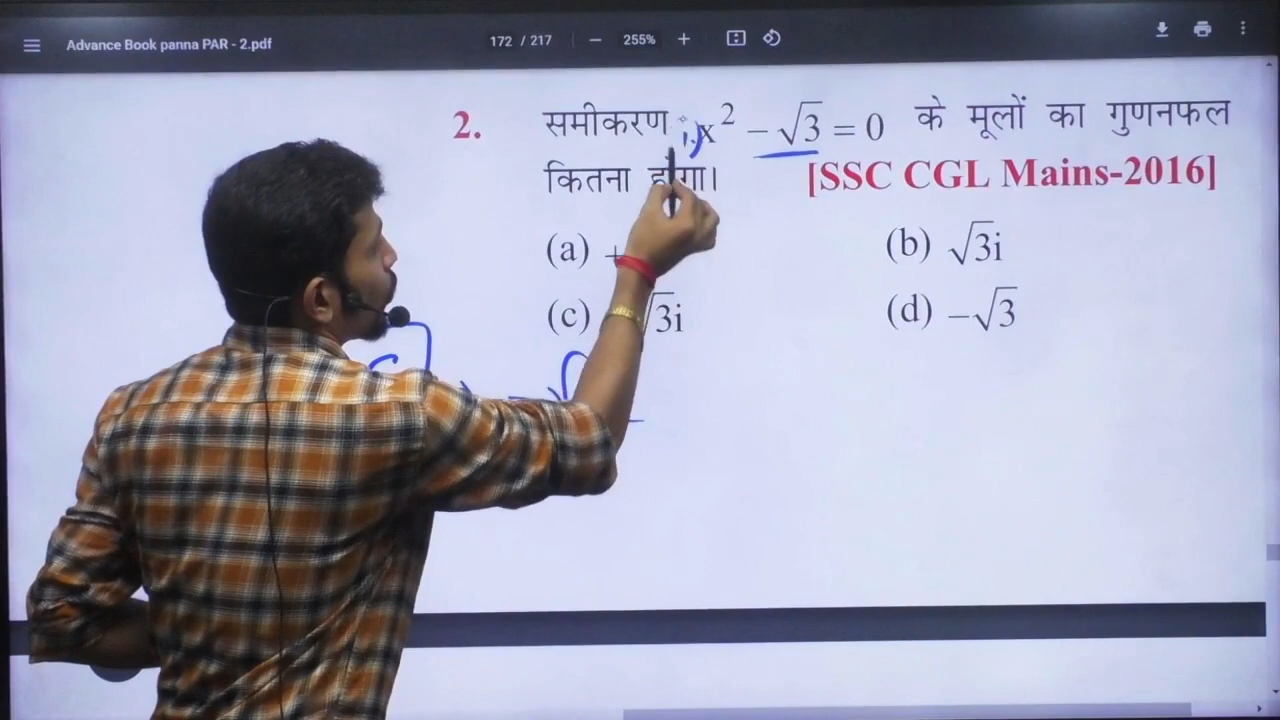 Advance Book panna PAR - 2.pdf
172 / 217 — 255% +
2. समीकरण 1.x² – √3 = 0 के मूलों का गुणनफल
कितना होगा। [SSC CGL Mains-2016]
(a) + (b) √3i
(c) √3i (d) –√3